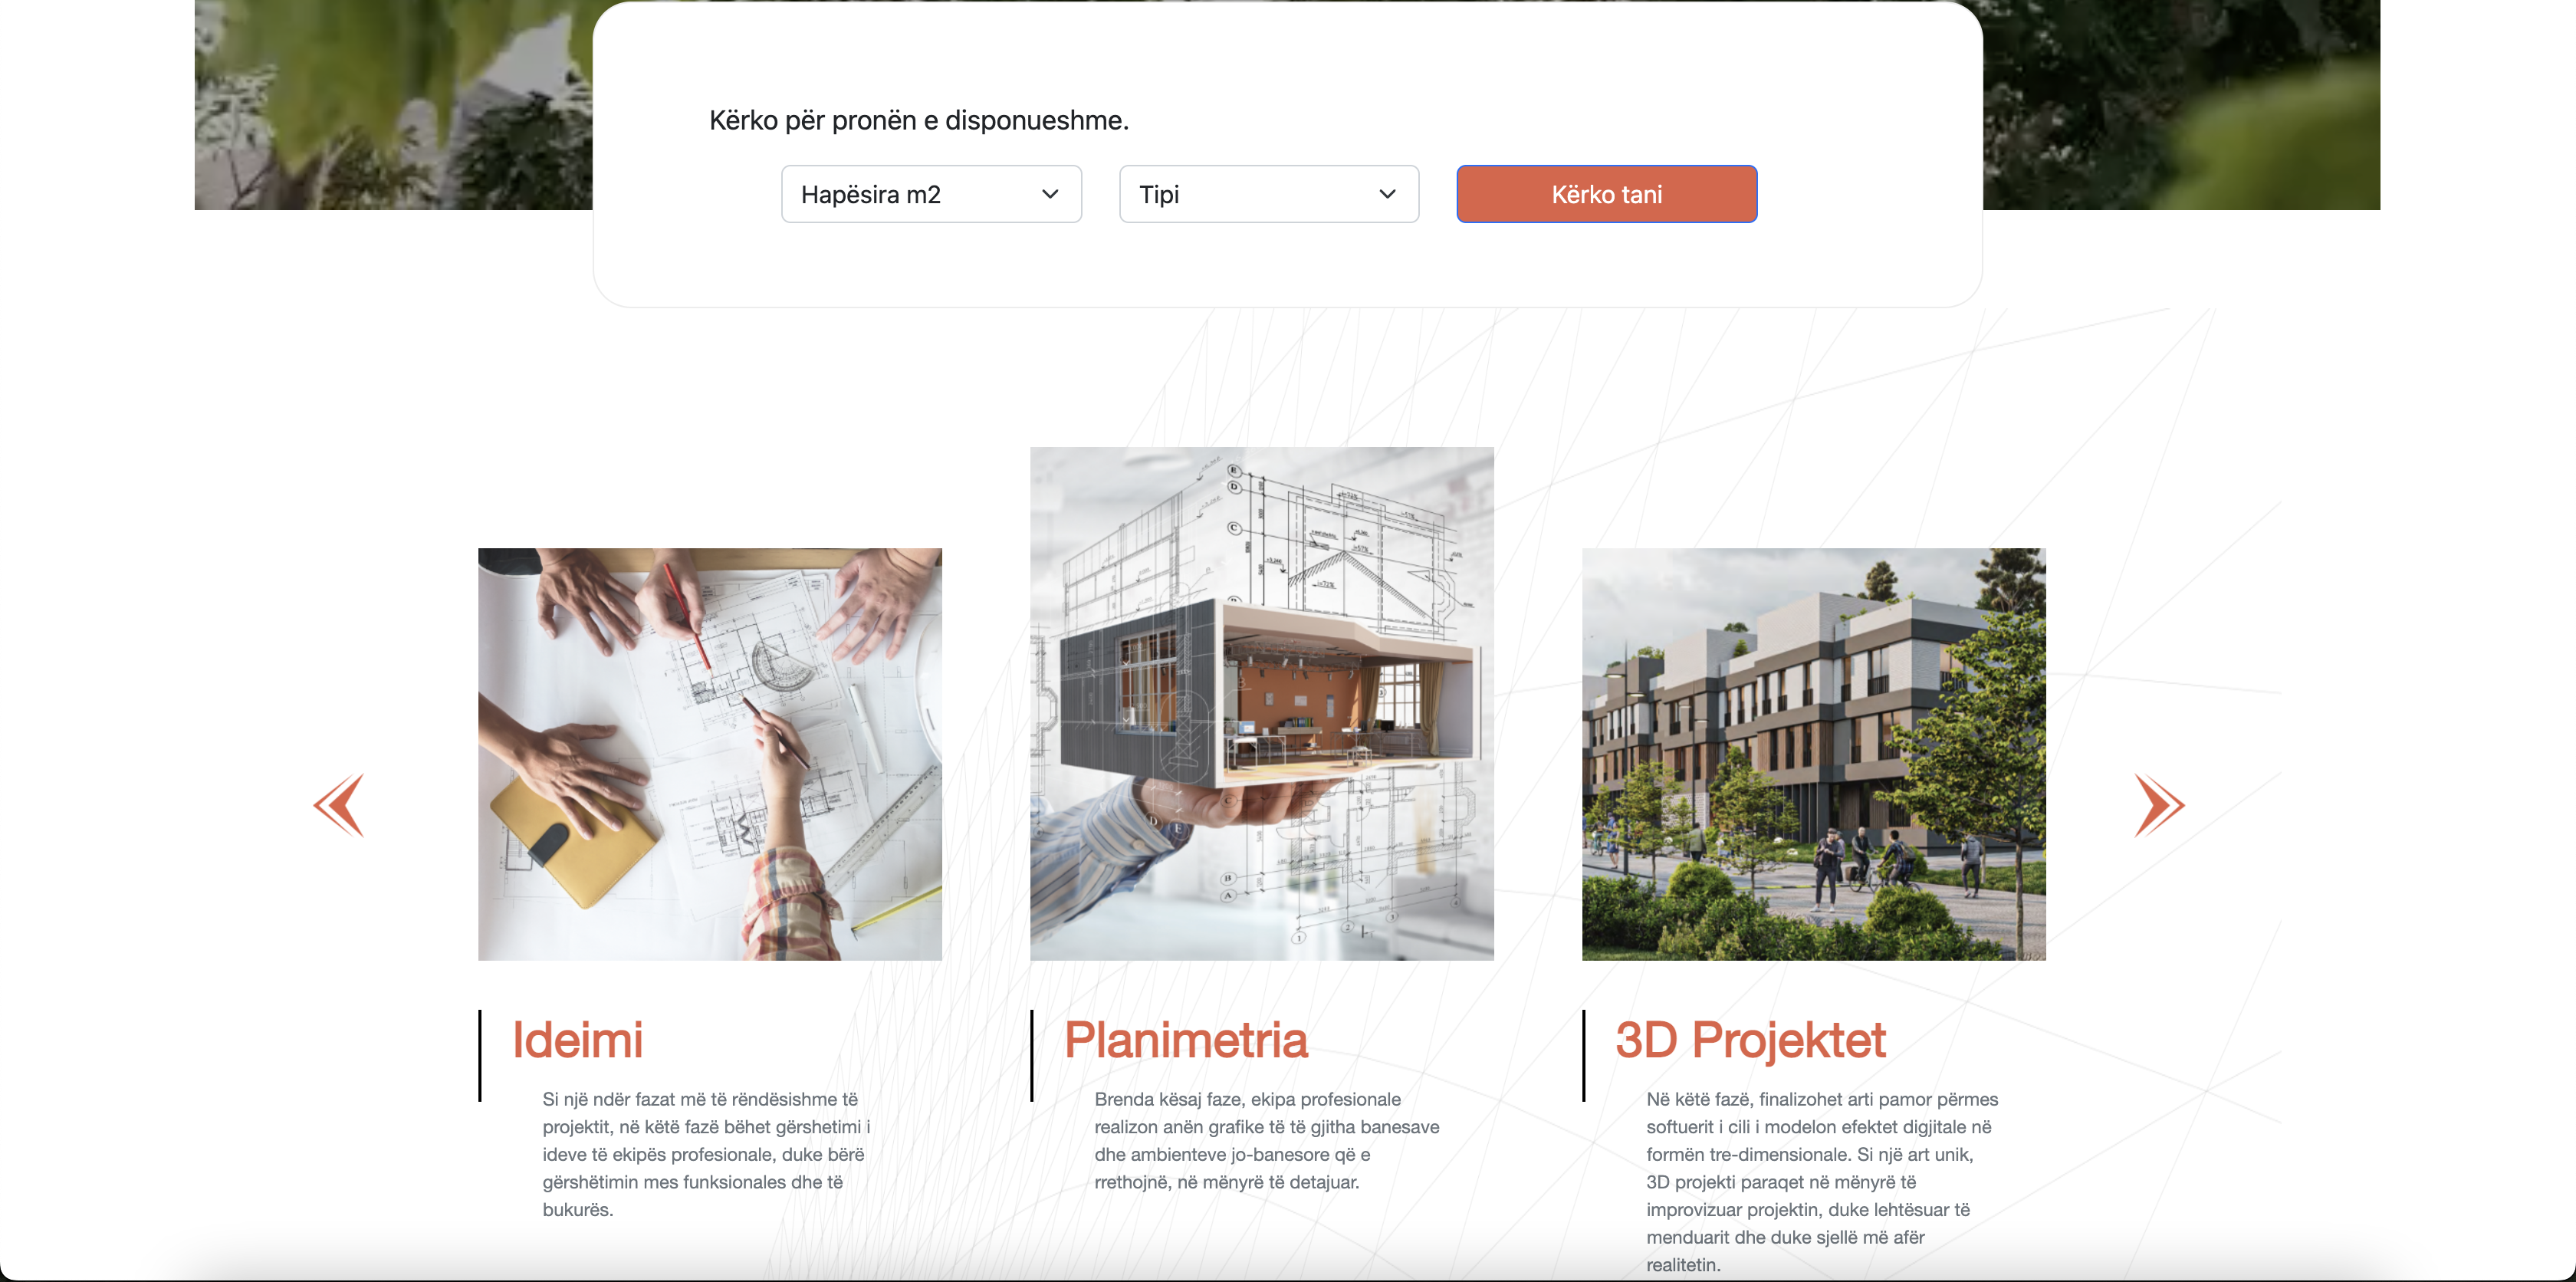 Kërko për pronën e disponueshme.
Hapësira m2
Tipi
Kërko tani
Ideimi
Si një ndër fazat më të rëndësishme të
projektit, në këtë fazë bëhet gërshetimi i
ideve të ekipës profesionale, duke bërë
gërshëtimin mes funksionales dhe të
bukurës.
Planimetria
Brenda kësaj faze, ekipa profesionale
realizon anën grafike të të gjitha banesave
dhe ambienteve jo-banesore që e
rrethojnë, në mënyrë të detajuar.
3D Projektet
Në këtë fazë, finalizohet arti pamor përmes
softuerit i cili i modelon efektet digjitale në
formën tre-dimensionale. Si një art unik,
3D projekti paraqet në mënyrë të
improvizuar projektin, duke lehtësuar të
menduarit dhe duke sjellë më afër
realitetin.